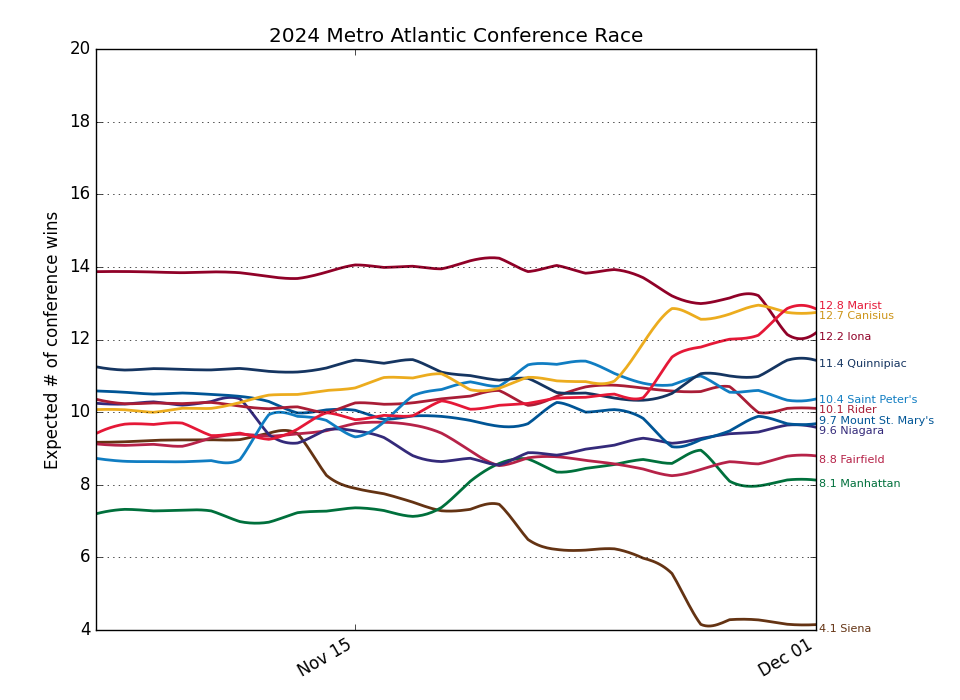 2024 Metro Atlantic Conference Race
Expected # of conference wins
20
18
16
14
12
10
8
6
4
12.8 Marist
12.7 Canisius
12.2 Iona
11.4 Quinnipiac
10.4 Saint Peter's
10.1 Rider
9.7 Mount St. Mary's
9.6 Niagara
8.8 Fairfield
8.1 Manhattan
4.1 Siena
Nov 15
Dec 01